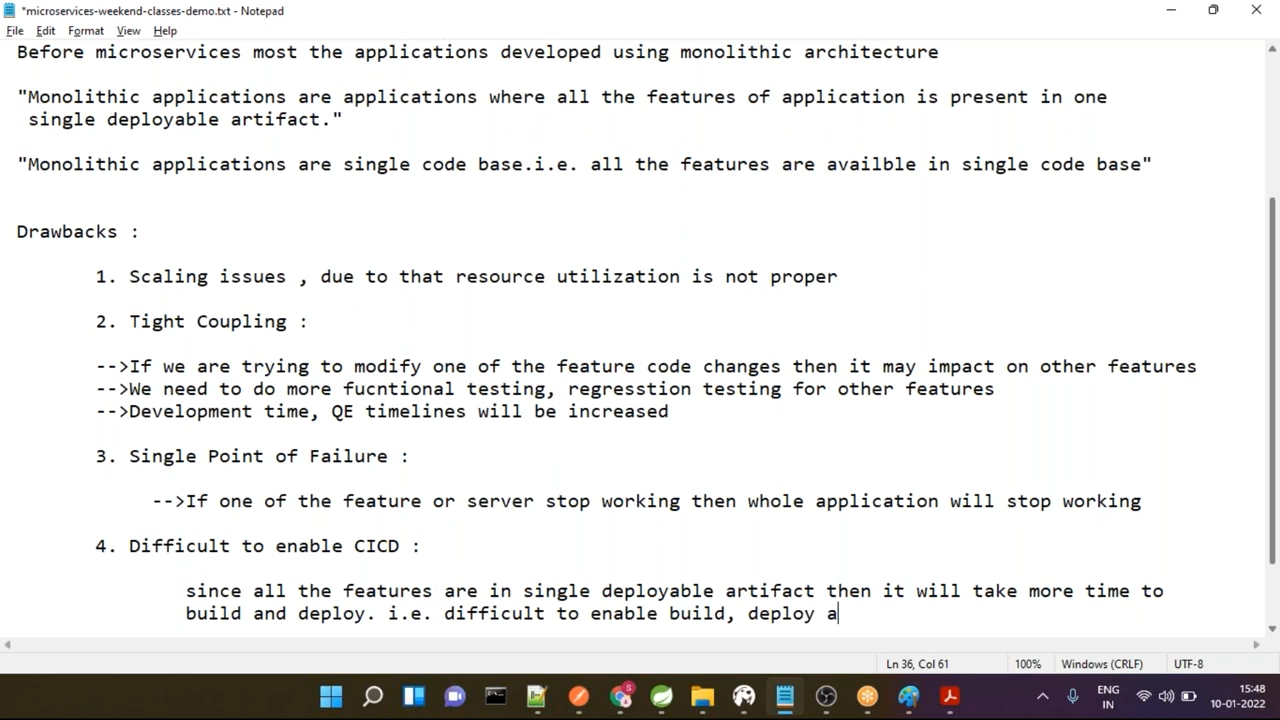 *microservices-weekend-classes-demo.txt - Notepad
File Edit Format View Help
Before microservices most the applications developed using monolithic architecture
"Monolithic applications are applications where all the features of application is present in one
single deployable artifact."
"Monolithic applications are single code base.i.e. all the features are availble in single code base"
Drawbacks :
1. Scaling issues , due to that resource utilization is not proper
2. Tight Coupling :
-->If we are trying to modify one of the feature code changes then it may impact on other features
-->We need to do more fucntional testing, regresstion testing for other features
-->Development time, QE timelines will be increased
3. Single Point of Failure :
-->If one of the feature or server stop working then whole application will stop working
4. Difficult to enable CICD :
since all the features are in single deployable artifact then it will take more time to
build and deploy. i.e. difficult to enable build, deploy a
Ln 36, Col 61 100% Windows (CRLF) UTF-8
S
ENG 15:48
IN 10-01-2022